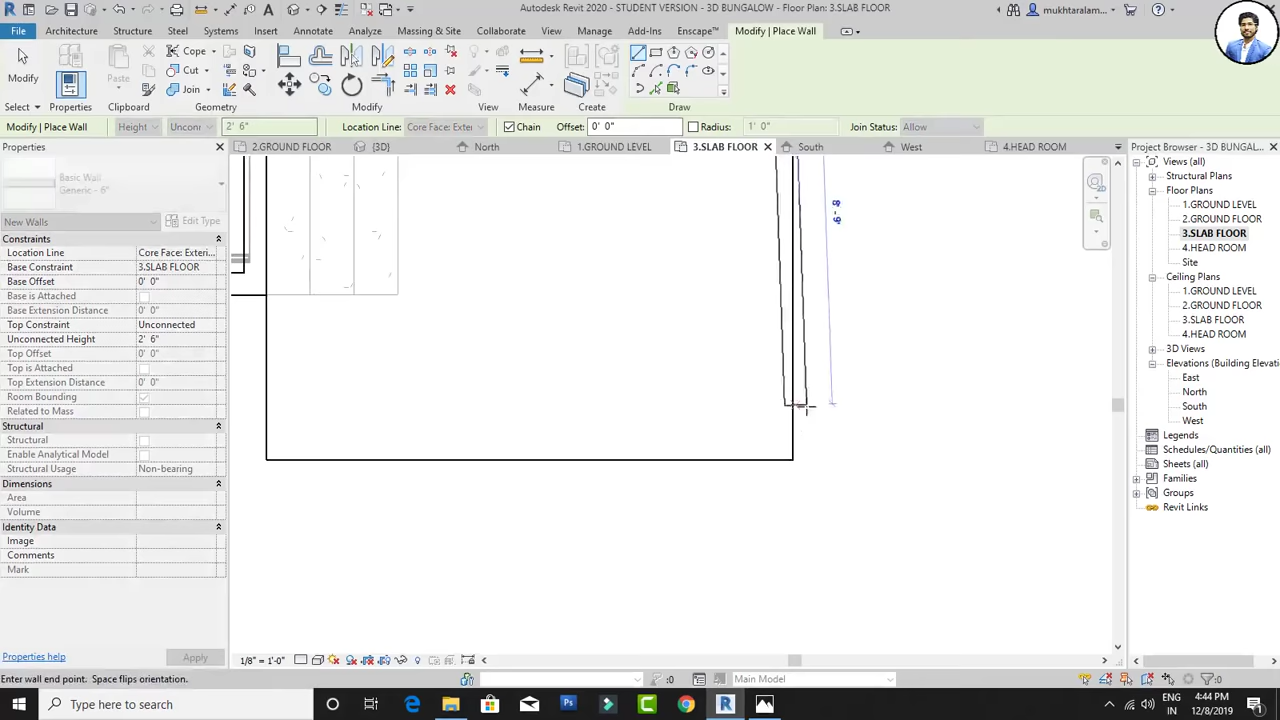 Autodesk Revit 2020 - STUDENT VERSION - 3D BUNGALOW - Floor Plan: 3.SLAB FLOOR
mukhtaralam...
File Architecture Structure Steel Systems Insert Annotate Analyze Massing & Site Collaborate View Manage Add-Ins Enscape™ Modify | Place Wall
Modify Properties Paste Cope Cut Join
Select Properties Clipboard Geometry Modify View Measure Create Draw
Modify | Place Wall Height Unconr 2' 6" Location Line: Core Face: Exter Chain Offset: 0' 0" Radius: 1' 0" Join Status: Allow
Properties
2.GROUND FLOOR {3D} North 1.GROUND LEVEL 3.SLAB FLOOR South West 4.HEAD ROOM
Project Browser - 3D BUNGAL...
Basic Wall
Generic - 6"
New Walls Edit Type
Constraints
Location Line Core Face: Exteri...
Base Constraint 3.SLAB FLOOR
Base Offset 0' 0"
Base is Attached
Base Extension Distance 0' 0"
Top Constraint Unconnected
Unconnected Height 2' 6"
Top Offset 0' 0"
Top is Attached
Top Extension Distance 0' 0"
Room Bounding
Related to Mass
Structural
Structural
Enable Analytical Model
Structural Usage Non-bearing
Dimensions
Area
Volume
Identity Data
Image
Comments
Mark
Properties help Apply
2D
Views (all)
Structural Plans
Floor Plans
1.GROUND LEVEL
2.GROUND FLOOR
3.SLAB FLOOR
4.HEAD ROOM
Site
Ceiling Plans
1.GROUND LEVEL
2.GROUND FLOOR
3.SLAB FLOOR
4.HEAD ROOM
3D Views
Elevations (Building Elevati
East
North
South
West
Legends
Schedules/Quantities (all)
Sheets (all)
Families
Groups
Revit Links
1/8" = 1'-0"
Enter wall end point. Space flips orientation.
:0 Main Model :0
Type here to search
ENG 4:44 PM
IN 12/8/2019